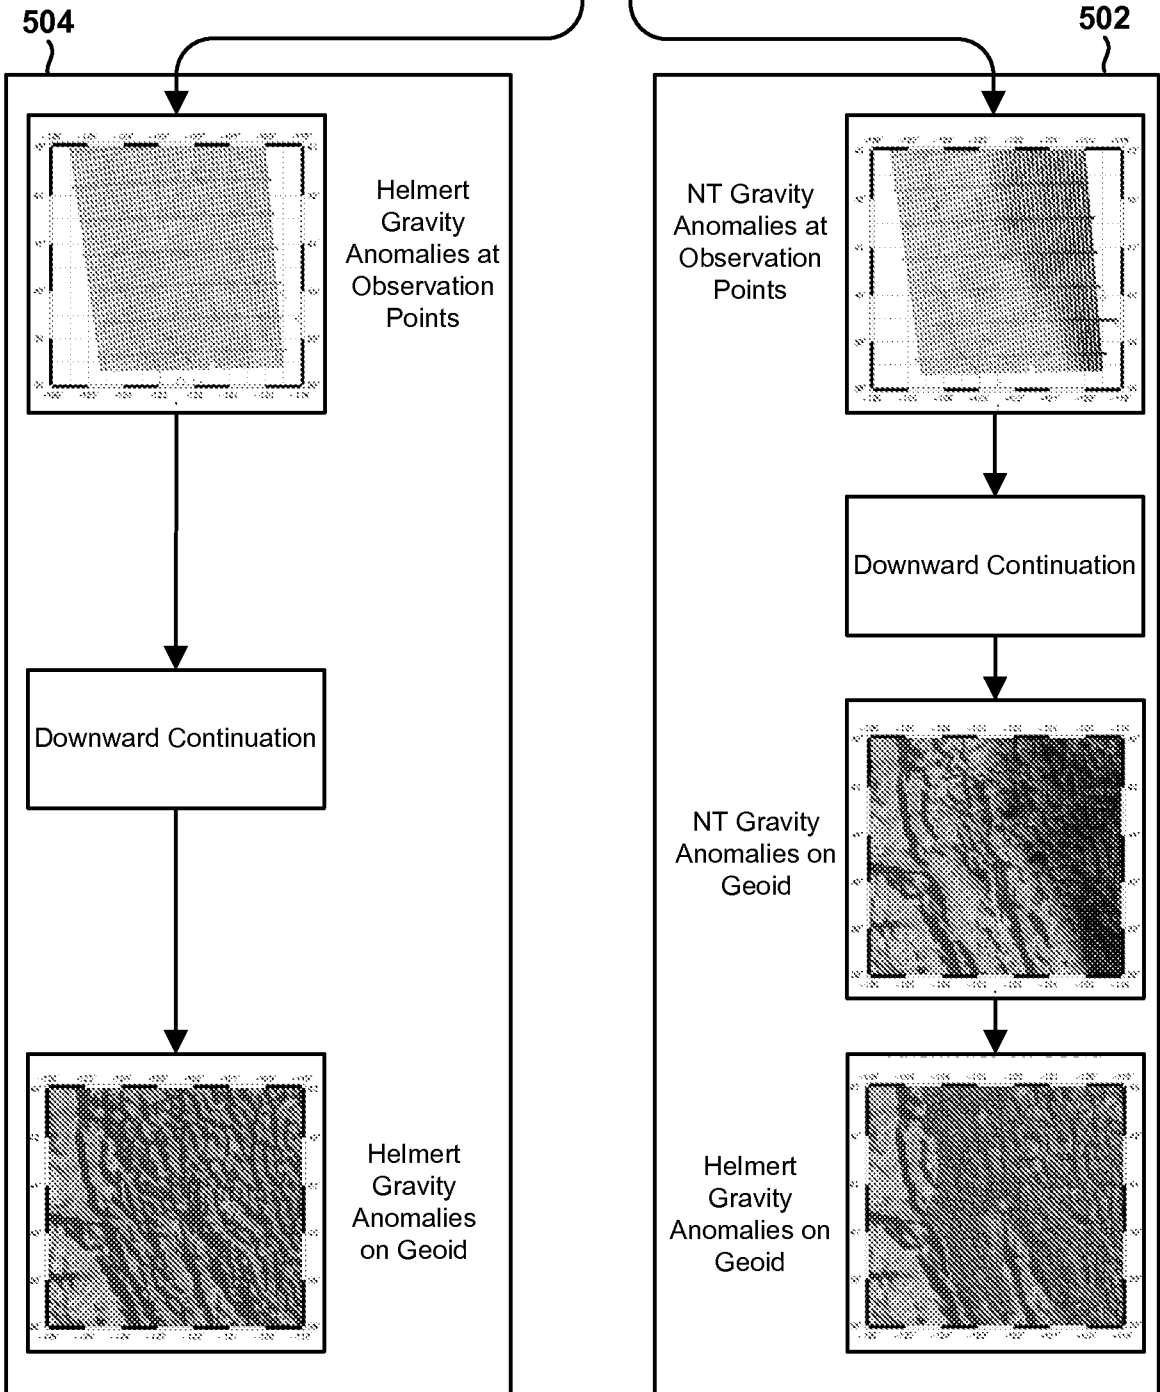 504
502
Helmert
Gravity
Anomalies at
Observation
Points
NT Gravity
Anomalies at
Observation
Points
Downward Continuation
Downward Continuation
NT Gravity
Anomalies on
Geoid
Helmert
Gravity
Anomalies
on Geoid
Helmert
Gravity
Anomalies on
Geoid